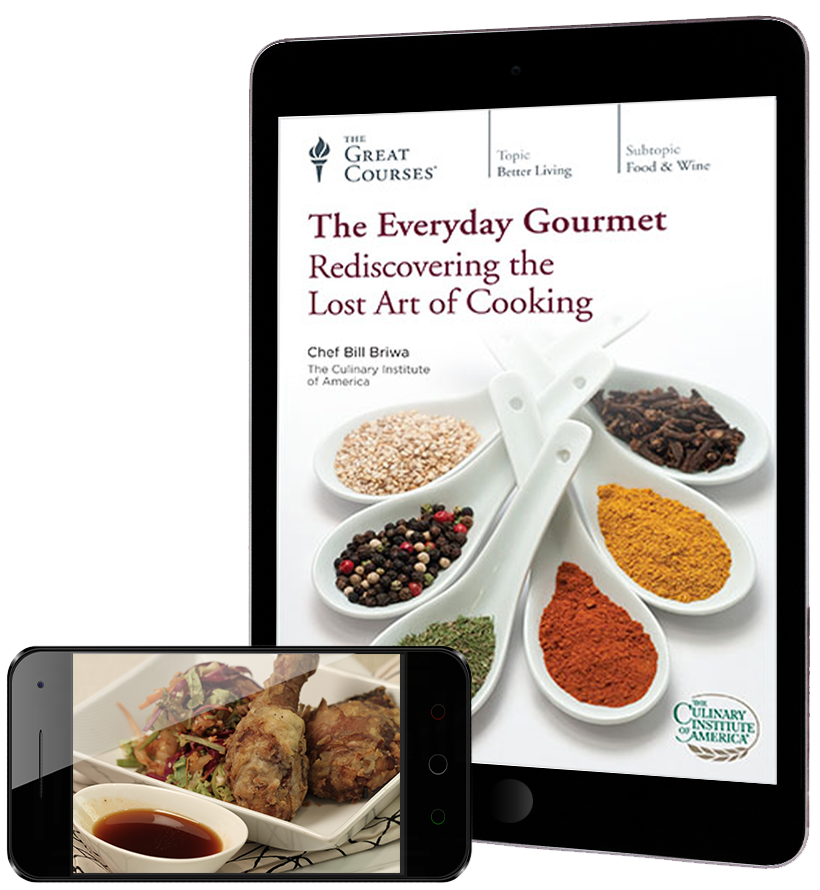 THE
GREAT
COURSES®
Topic
Better Living
Subtopic
Food & Wine
The Everyday Gourmet
Rediscovering the
Lost Art of Cooking
Chef Bill Briwa
The Culinary Institute
of America
THE
CULINARY
INSTITUTE
OF AMERICA®